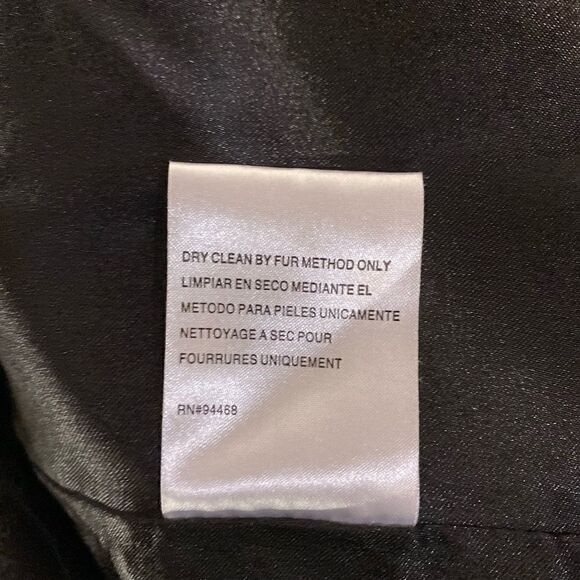 DRY CLEAN BY FUR METHOD ONLY
LIMPIAR EN SECO MEDIANTE EL
METODO PARA PIELES UNICAMENTE
NETTOYAGE A SEC POUR
FOURRURES UNIQUEMENT
RN#94468